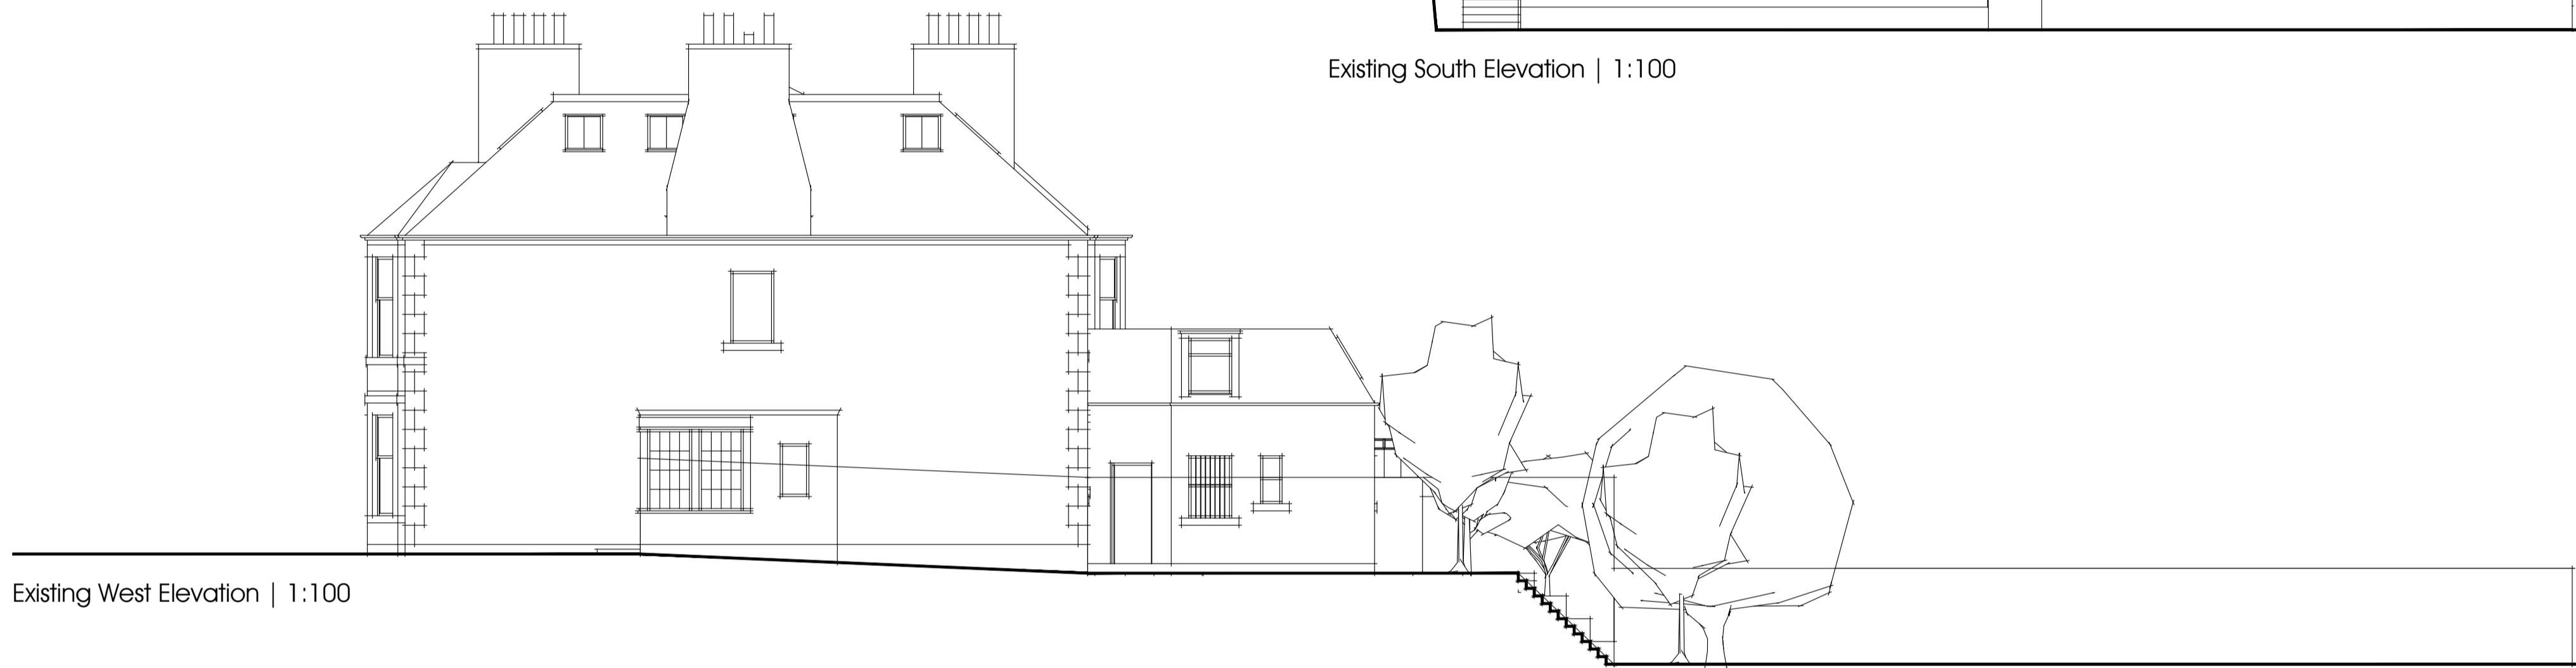 Existing South Elevation | 1:100
Existing West Elevation | 1:100